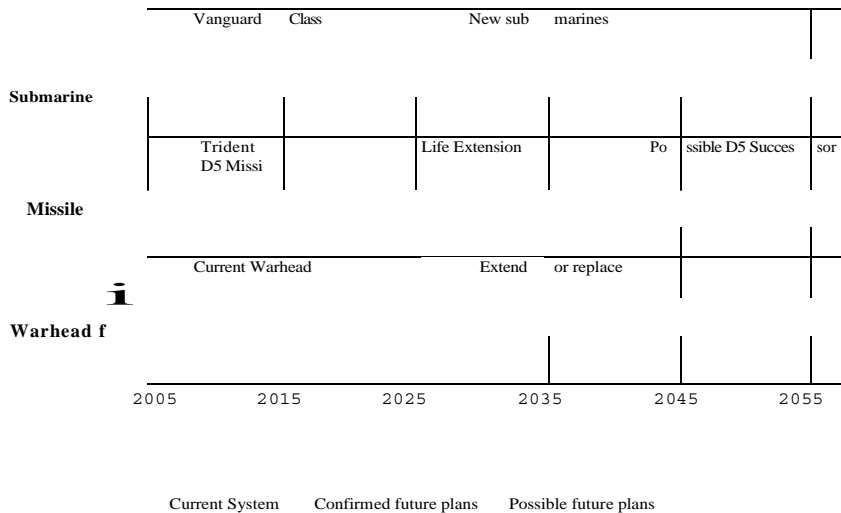 Vanguard Class New sub marines
Submarine
Trident Life Extension Po ssible D5 Succes sor
D5 Missi
Missile
Current Warhead Extend or replace
i
Warhead f
2005 2015 2025 2035 2045 2055
Current System Confirmed future plans Possible future plans